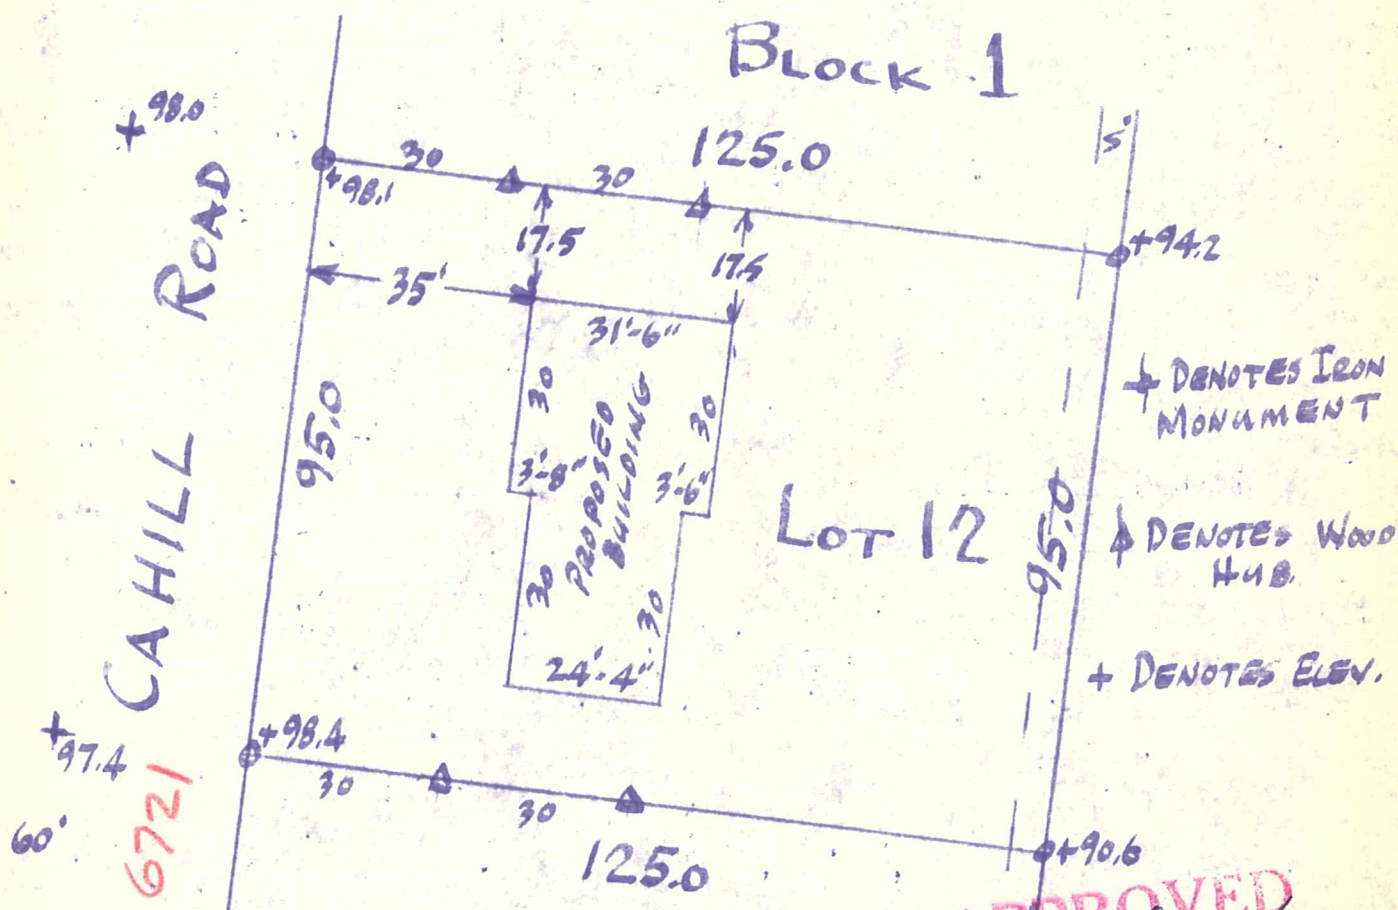 BLOCK 1
+98.0
30
125.0
5'
+98.1
30
+94.2
17.5
17.5
CAHILL ROAD
35'
31'-6"
30
30
95.0
PROPOSED
BUILDING
3'-8"
3'-6"
LOT 12
95.0
DENOTES IRON
MONUMENT
DENOTES WOOD
HUB.
30
30
24'-4"
+ DENOTES ELEV.
+98.4
+97.4
30
30
60'
6721
125.0
+90.6
APPROVED